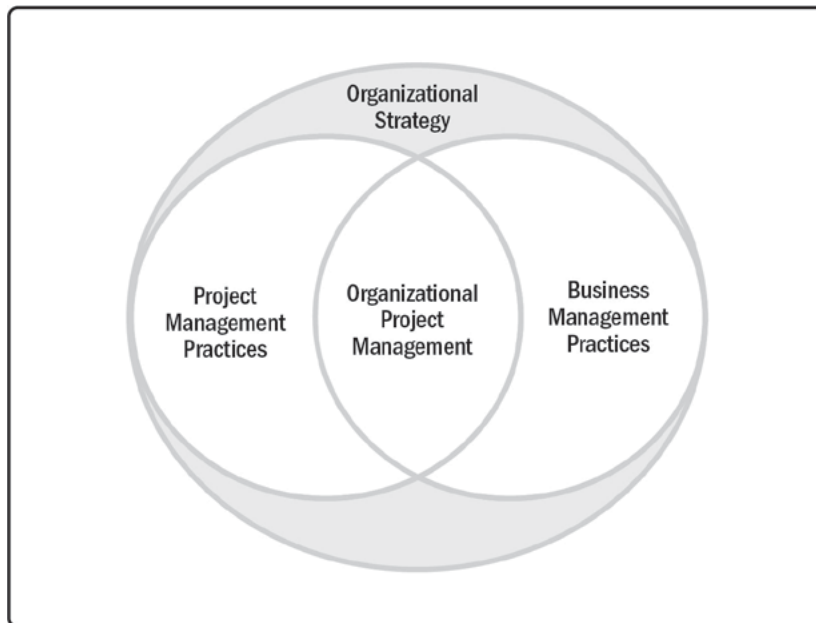 Organizational
Strategy
Project
Management
Practices
Organizational
Project
Management
Business
Management
Practices